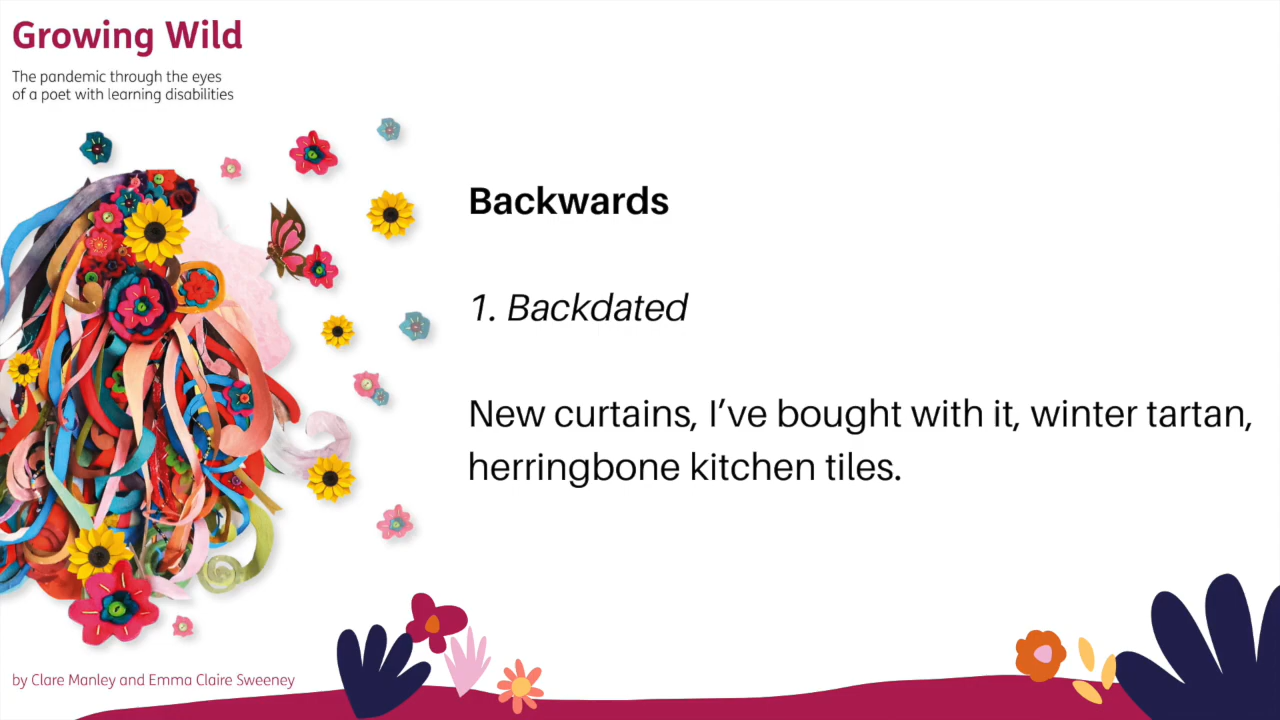 Growing Wild
The pandemic through the eyes
of a poet with learning disabilities
Backwards
1. Backdated
New curtains, I’ve bought with it, winter tartan,
herringbone kitchen tiles.
by Clare Manley and Emma Claire Sweeney